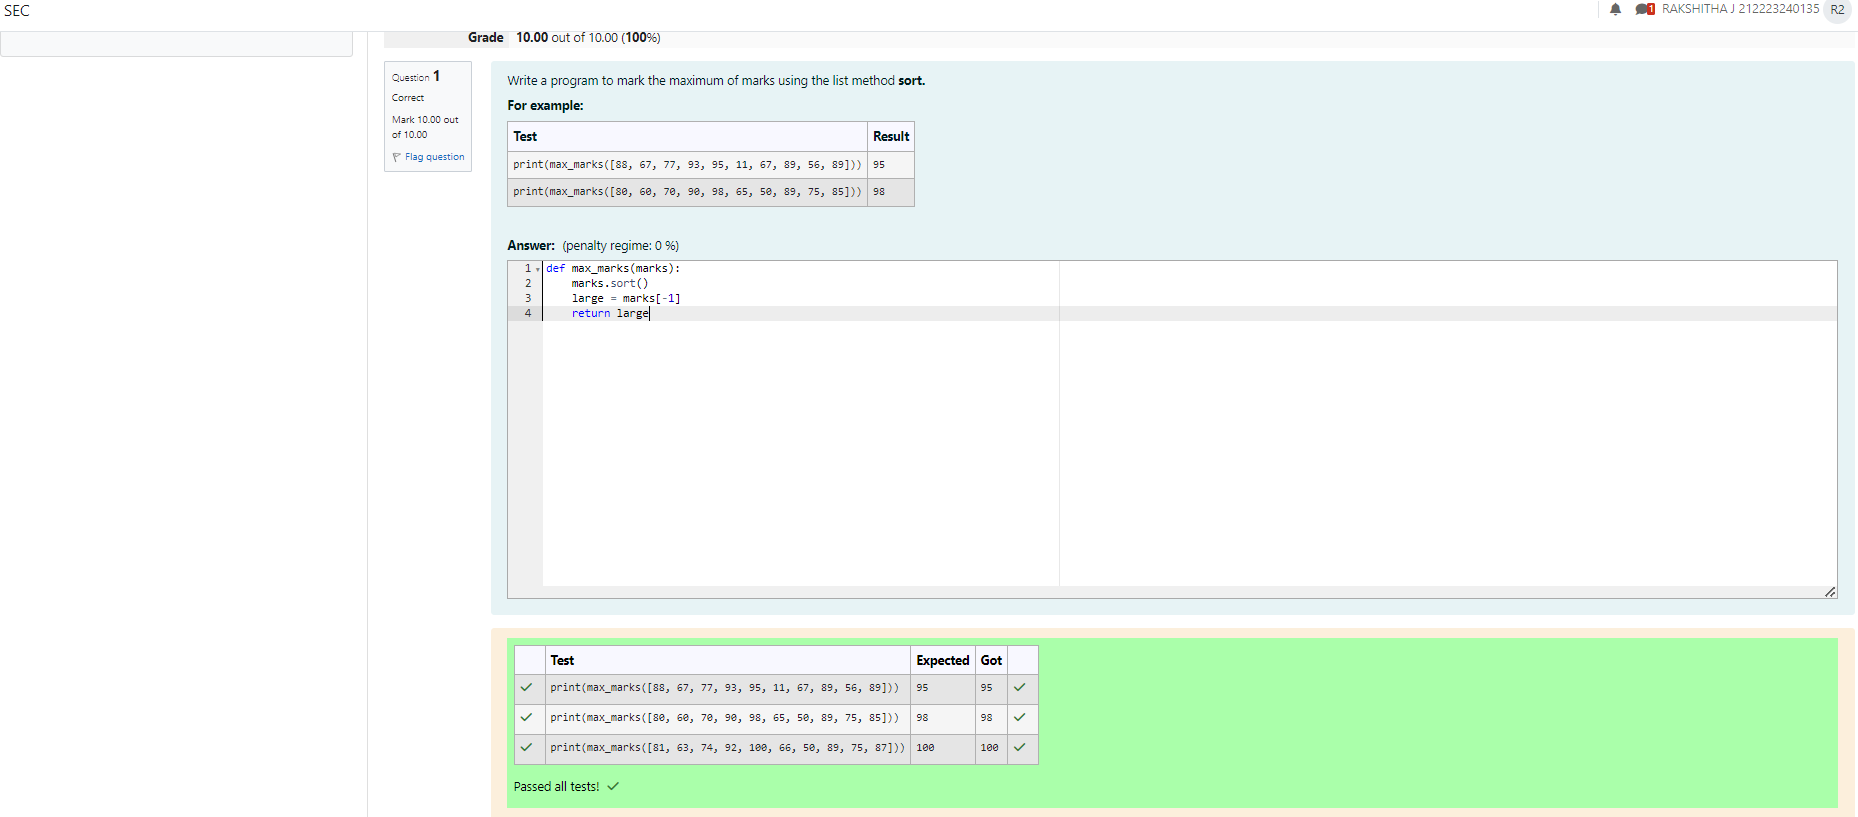 SEC
1 RAKSHITHA J 212223240135 R2
Grade 10.00 out of 10.00 (100%)
Question 1
Correct
Mark 10.00 out
of 10.00
Flag question
Write a program to mark the maximum of marks using the list method sort.
For example:
Test Result
print(max_marks([88, 67, 77, 93, 95, 11, 67, 89, 56, 89])) 95
print(max_marks([80, 60, 70, 90, 98, 65, 50, 89, 75, 85])) 98
Answer: (penalty regime: 0 %)
1 def max_marks(marks):
2 marks.sort()
3 large = marks[-1]
4 return large
Test Expected Got
print(max_marks([88, 67, 77, 93, 95, 11, 67, 89, 56, 89])) 95 95
print(max_marks([80, 60, 70, 90, 98, 65, 50, 89, 75, 85])) 98 98
print(max_marks([81, 63, 74, 92, 100, 66, 50, 89, 75, 87])) 100 100
Passed all tests!